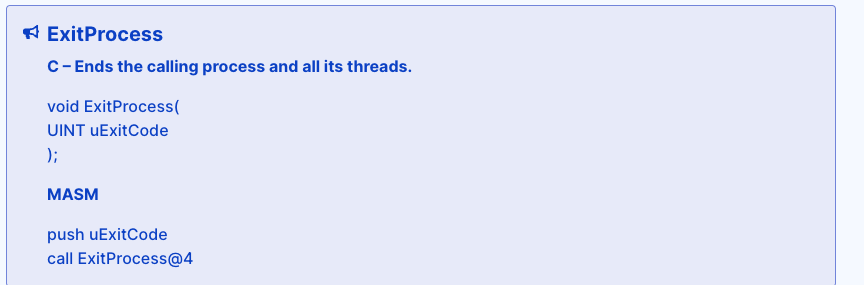 ExitProcess
C – Ends the calling process and all its threads.
void ExitProcess(
UINT uExitCode
);
MASM
push uExitCode
call ExitProcess@4